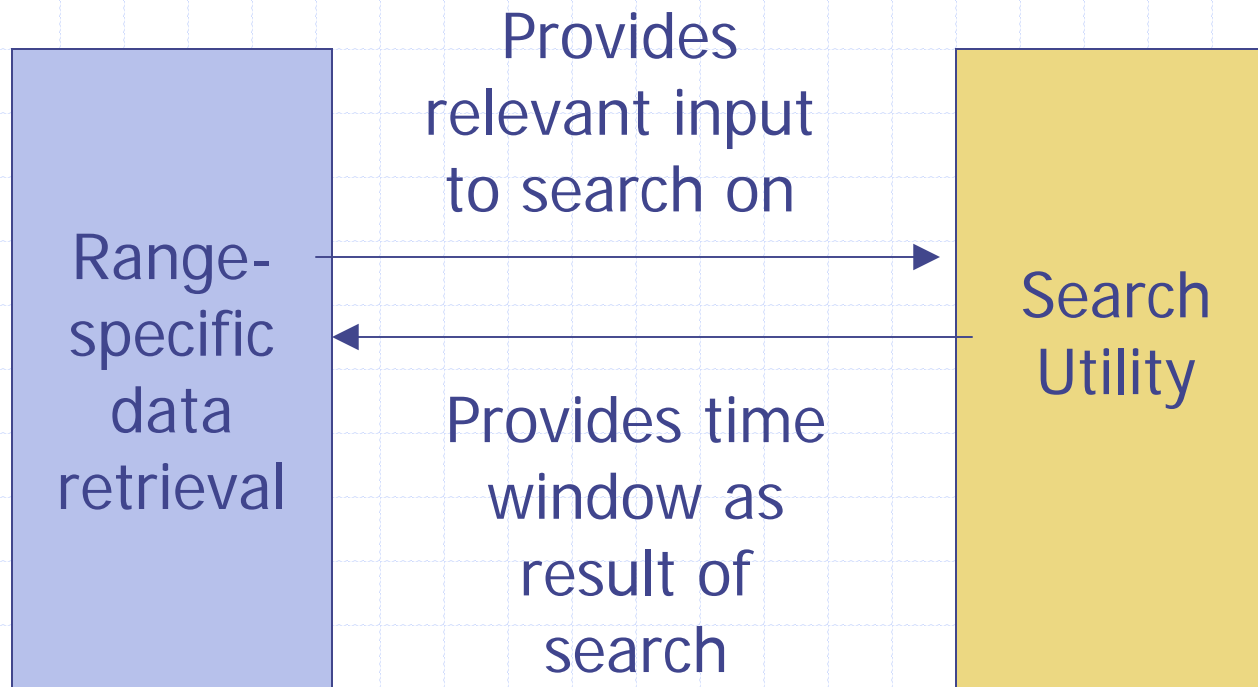 Provides
relevant input
to search on
Range-
specific
data
retrieval
Search
Utility
Provides time
window as
result of
search